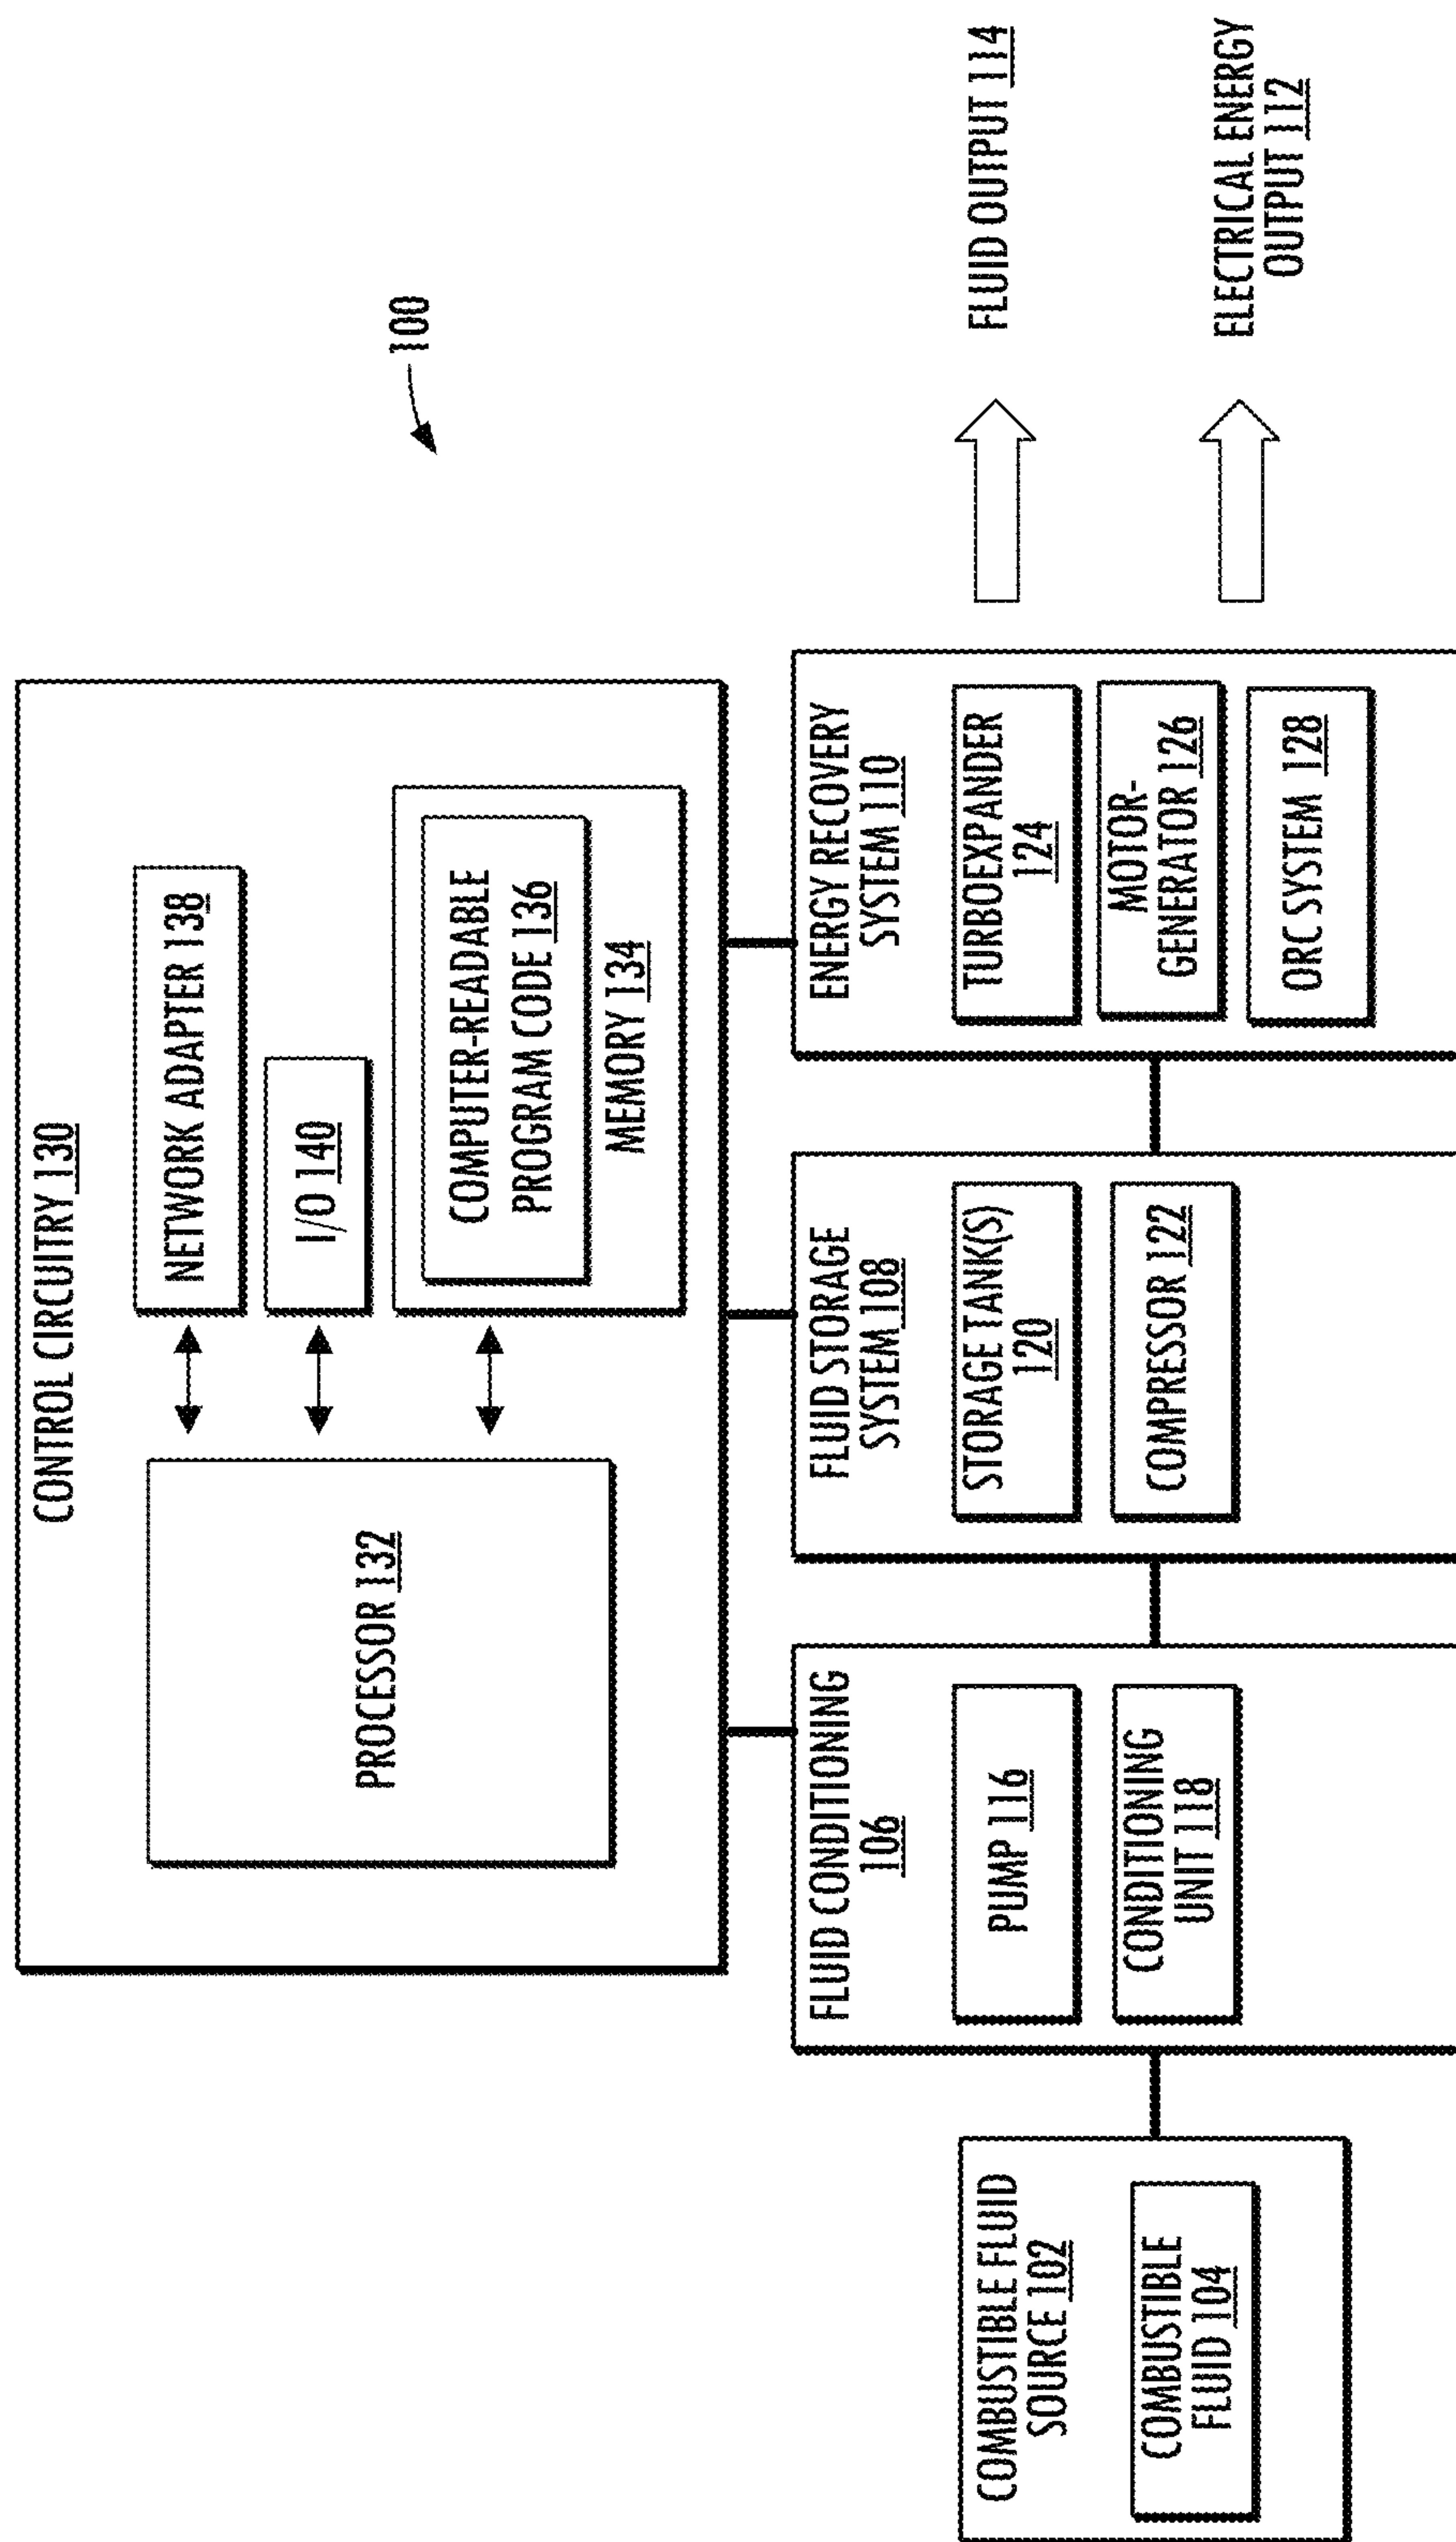 100
CONTROL CIRCUITRY 130
PROCESSOR 132
NETWORK ADAPTER 138
I/O 140
COMPUTER-READABLE
PROGRAM CODE 136
MEMORY 134
COMBUSTIBLE FLUID
SOURCE 102
COMBUSTIBLE
FLUID 104
FLUID CONDITIONING
106
PUMP 116
CONDITIONING
UNIT 118
FLUID STORAGE
SYSTEM 108
STORAGE TANK(S)
120
COMPRESSOR 122
ENERGY RECOVERY
SYSTEM 110
TURBOEXPANDER
124
MOTOR-
GENERATOR 126
ORC SYSTEM 128
FLUID OUTPUT 114
ELECTRICAL ENERGY
OUTPUT 112